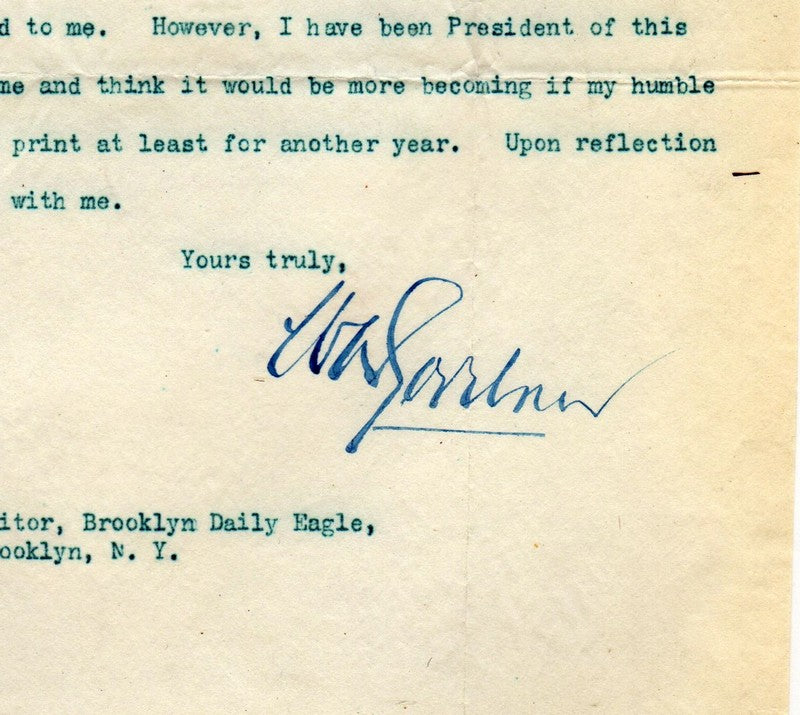 d to me. However, I have been President of this
me and think it would be more becoming if my humble
print at least for another year. Upon reflection
with me.
Yours truly,
itor, Brooklyn Daily Eagle,
ooklyn, N. Y.